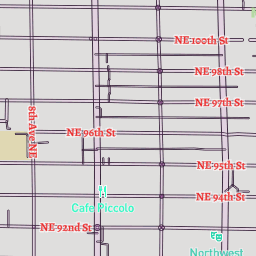 NE 100th St
NE 98th St
NE 97th St
8th Ave NE
NE 96th St
NE 95th St
NE 94th St
Cafe Piccolo
NE 92nd St
Northwest